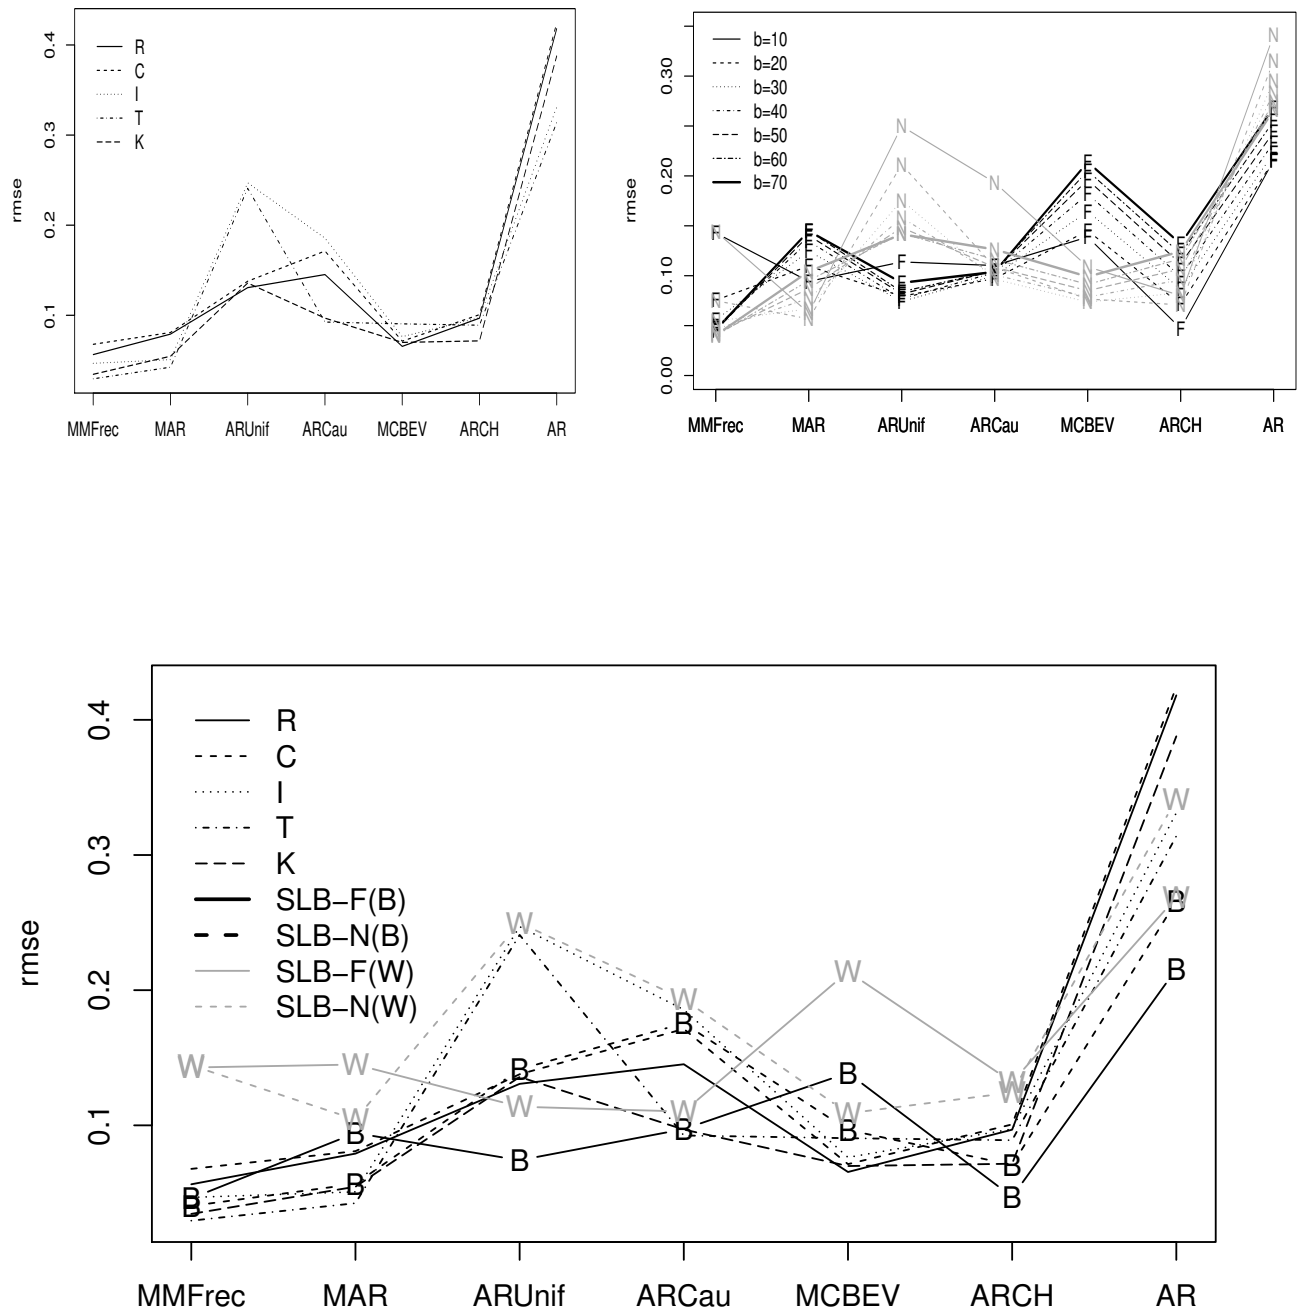 rmse
0.1
0.2
0.3
0.4
R
C
I
T
K
MMFrec MAR ARUnif ARCau MCBEV ARCH AR
rmse
0.00
0.10
0.20
0.30
b=10
b=20
b=30
b=40
b=50
b=60
b=70
MMFrec MAR ARUnif ARCau MCBEV ARCH AR
rmse
0.1
0.2
0.3
0.4
R
C
I
T
K
SLB−F(B)
SLB−N(B)
SLB−F(W)
SLB−N(W)
MMFrec MAR ARUnif ARCau MCBEV ARCH AR